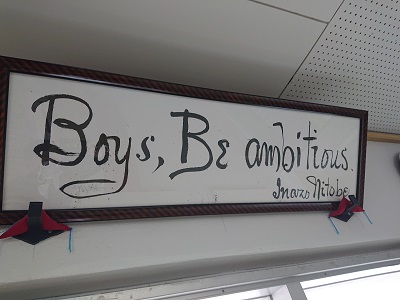 Boys, Be ambitious.
Inazo Nitobe